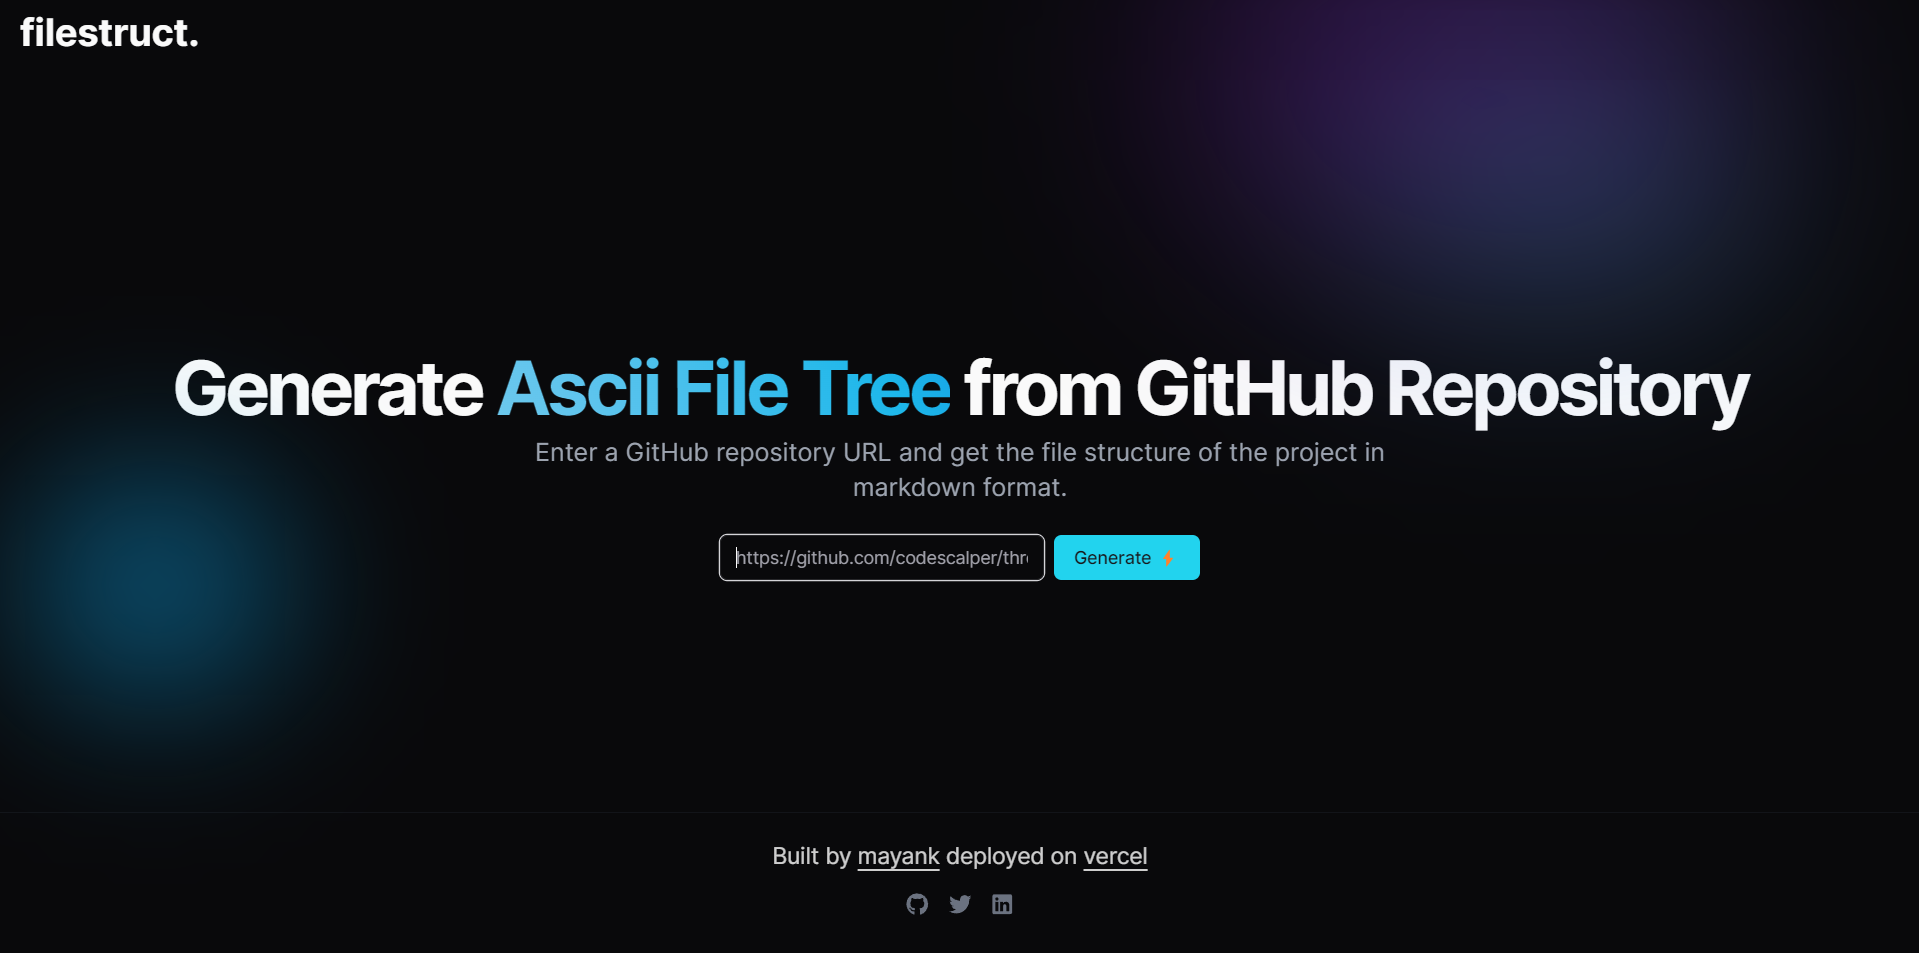 filestruct.
Generate Ascii File Tree from GitHub Repository
Enter a GitHub repository URL and get the file structure of the project in
markdown format.
https://github.com/codescalper/thr
Generate
Built by mayank deployed on vercel
in